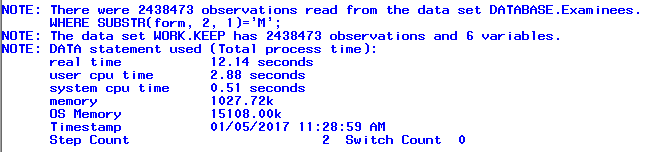 NOTE: There were 2438473 observations read from the data set DATABASE.Examinees.
WHERE SUBSTR(form, 2, 1)='M';
NOTE: The data set WORK.KEEP has 2438473 observations and 6 variables.
NOTE: DATA statement used (Total process time):
real time 12.14 seconds
user cpu time 2.88 seconds
system cpu time 0.51 seconds
memory 1027.72k
OS Memory 15108.00k
Timestamp 01/05/2017 11:28:59 AM
Step Count 2 Switch Count 0